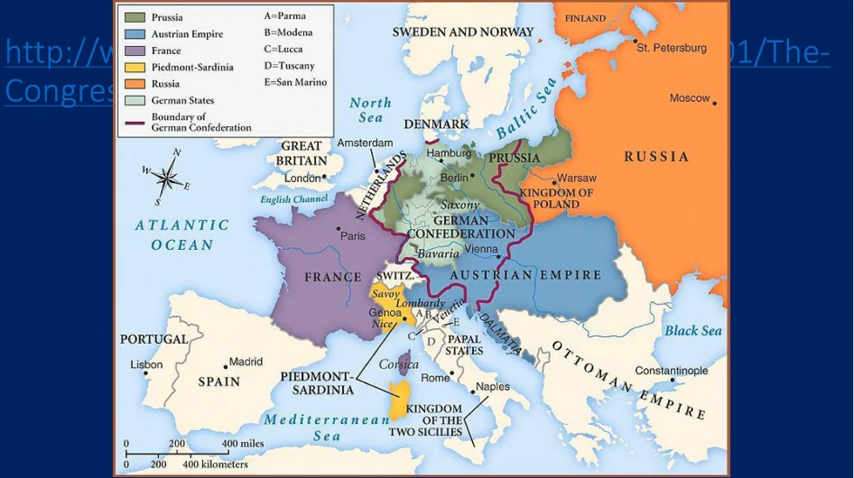 http://w
01/The-
Congres
Prussia
Austrian Empire
France
Piedmont-Sardinia
Russia
German States
Boundary of
German Confederation
A=Parma
B=Modena
C=Lucca
D=Tuscany
E=San Marino
FINLAND
SWEDEN AND NORWAY
St. Petersburg
Moscow
North
Sea
Baltic Sea
DENMARK
RUSSIA
GREAT
BRITAIN
London
Amsterdam
NETHERLANDS
Hamburg
PRUSSIA
Berlin
Warsaw
KINGDOM OF
POLAND
N
W
E
S
English Channel
ATLANTIC
OCEAN
Paris
Saxony
GERMAN
CONFEDERATION
Bavaria
Vienna
FRANCE
SWITZ.
AUSTRIAN EMPIRE
Savoy
Lombardy
Venetia
Genoa
Nice
A
B
C
D
E
DALMATIA
PAPAL
STATES
Black Sea
PORTUGAL
Lisbon
Madrid
SPAIN
Corsica
PIEDMONT-
SARDINIA
Rome
Naples
OTTOMAN EMPIRE
Constantinople
KINGDOM
OF THE
TWO SICILIES
Mediterranean
Sea
0 200 400 miles
0 200 400 kilometers